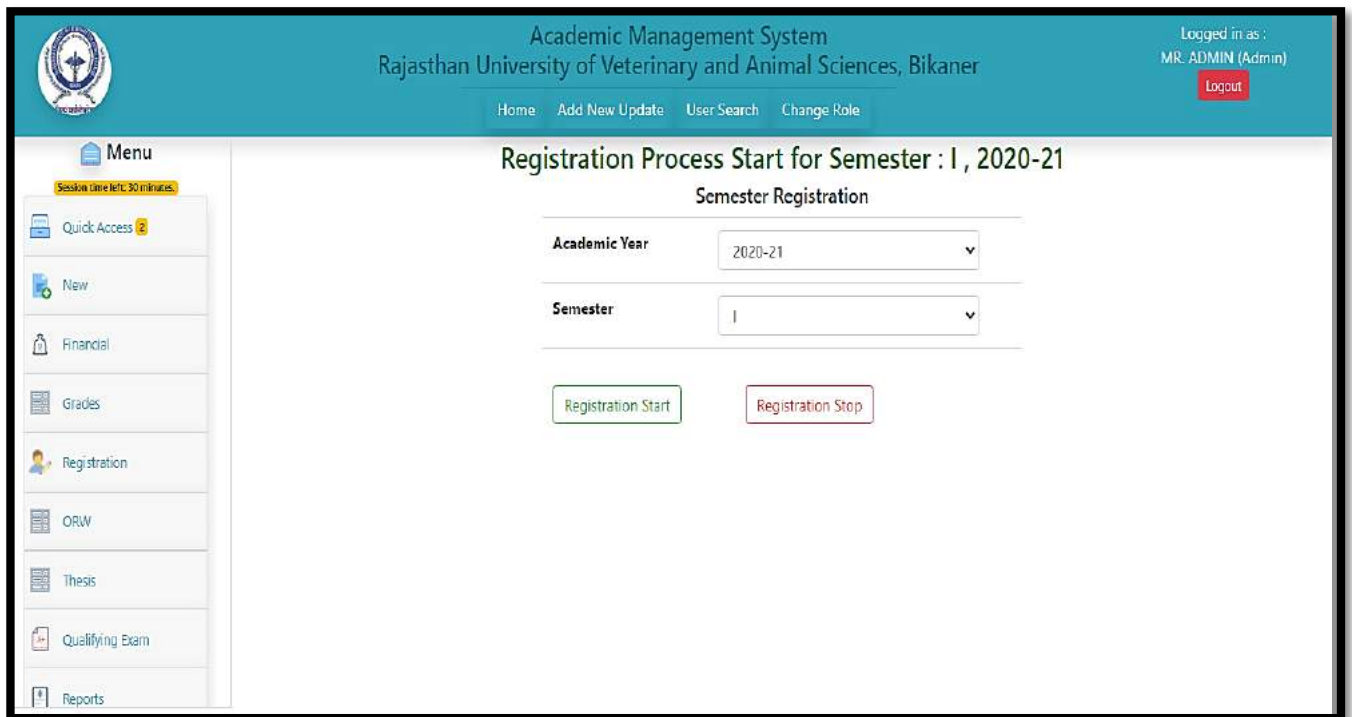 Academic Management System
Rajasthan University of Veterinary and Animal Sciences, Bikaner
Logged in as :
MR. ADMIN (Admin)
Logout
Home Add New Update User Search Change Role
Menu
Session time left: 30 minutes.
Quick Access 2
New
Financial
Grades
Registration
ORW
Thesis
Qualifying Exam
Reports
Registration Process Start for Semester : I , 2020-21
Semester Registration
Academic Year 2020-21
Semester I
Registration Start Registration Stop